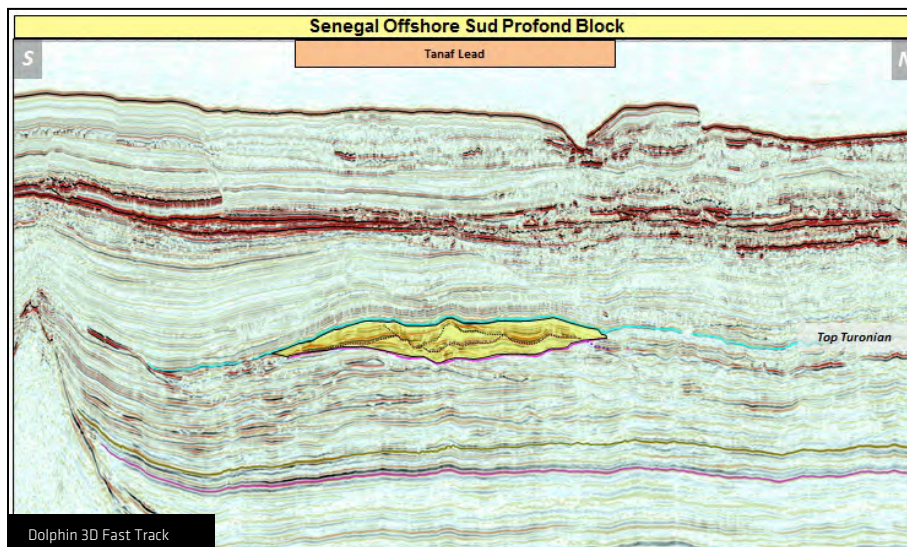 Senegal Offshore Sud Profond Block
Tanaf Lead
S
N
Top Turonian
Dolphin 3D Fast Track